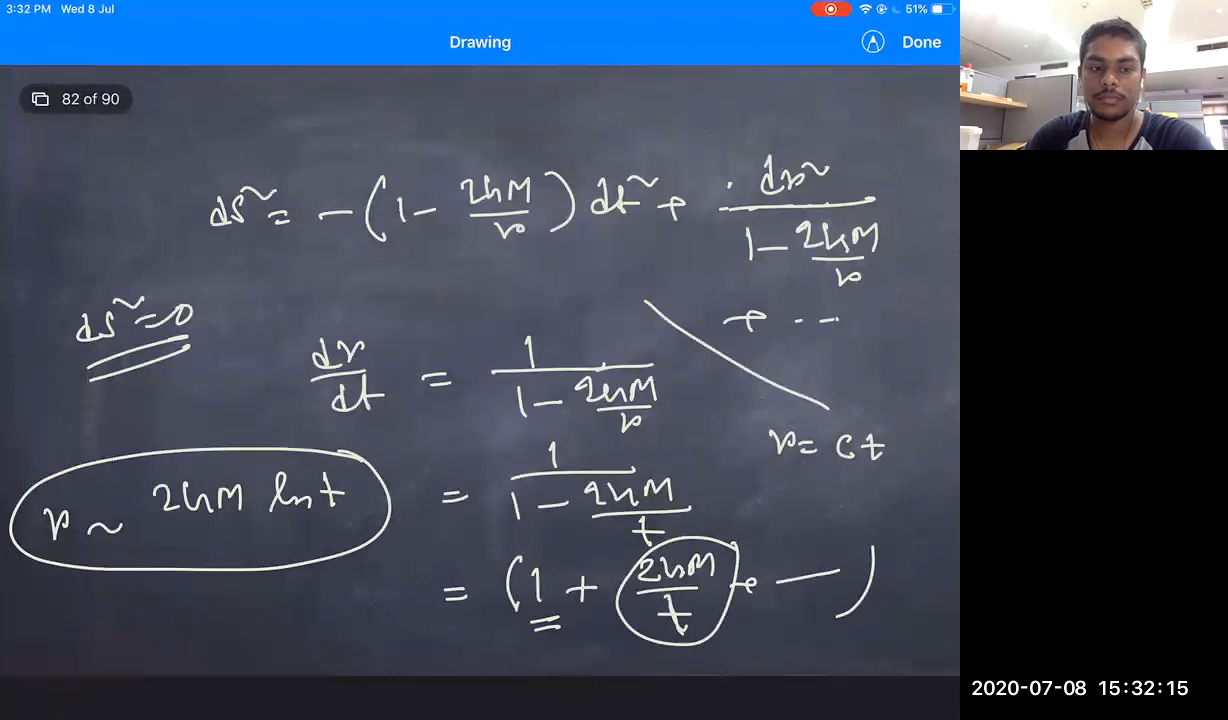 3:32 PM Wed 8 Jul
51%
Drawing
Done
82 of 90
ds² = -(1 - 2GM/r) dt² + dr²/(1 - 2GM/r)
+ ...
ds² = 0
dr/dt = 1/(1 - 2GM/r)
r = ct
r ~ 2GM ln t
= 1/(1 - 2GM/t)
= (1 + 2GM/t + —)
2020-07-08 15:32:15